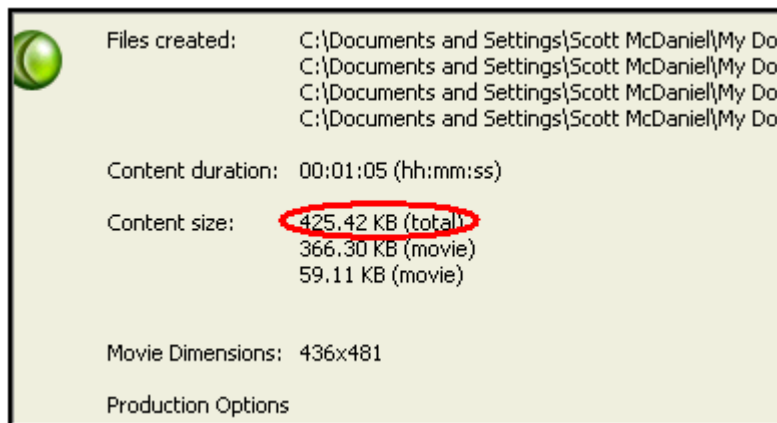 Files created: C:\Documents and Settings\Scott McDaniel\My Do
C:\Documents and Settings\Scott McDaniel\My Do
C:\Documents and Settings\Scott McDaniel\My Do
C:\Documents and Settings\Scott McDaniel\My Do
Content duration: 00:01:05 (hh:mm:ss)
Content size: 425.42 KB (total)
366.30 KB (movie)
59.11 KB (movie)
Movie Dimensions: 436x481
Production Options